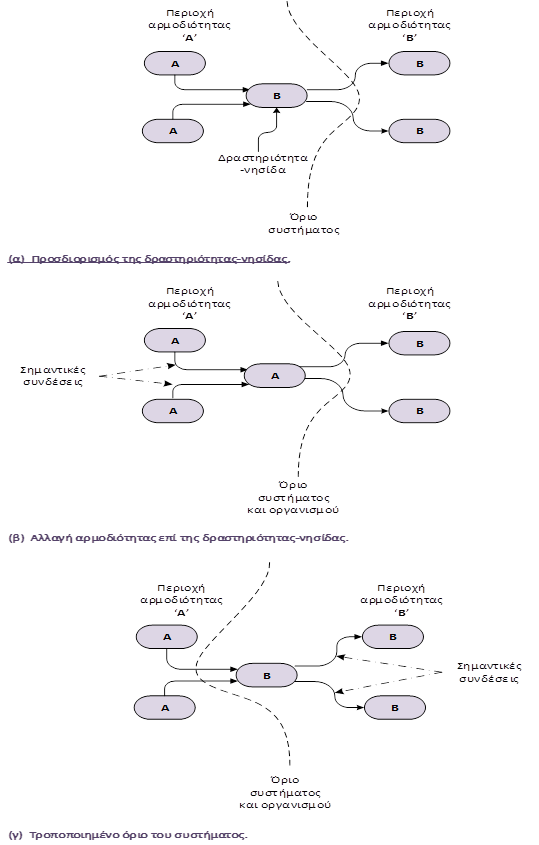 Περιοχή
αρμοδιότητας
‘Α’
Περιοχή
αρμοδιότητας
‘Β’
Α
Β
Β
Α
Β
Δραστηριότητα
-νησίδα
Όριο
συστήματος
(α) Προσδιορισμός της δραστηριότητας-νησίδας.
Περιοχή
αρμοδιότητας
‘Α’
Περιοχή
αρμοδιότητας
‘Β’
Α
Β
Σημαντικές
συνδέσεις
Α
Α
Β
Όριο
συστήματος
και οργανισμού
(β) Αλλαγή αρμοδιότητας επί της δραστηριότητας-νησίδας.
Περιοχή
αρμοδιότητας
‘Α’
Περιοχή
αρμοδιότητας
‘Β’
Α
Β
Σημαντικές
συνδέσεις
Β
Α
Β
Όριο
συστήματος
και οργανισμού
(γ) Τροποποιημένο όριο του συστήματος.